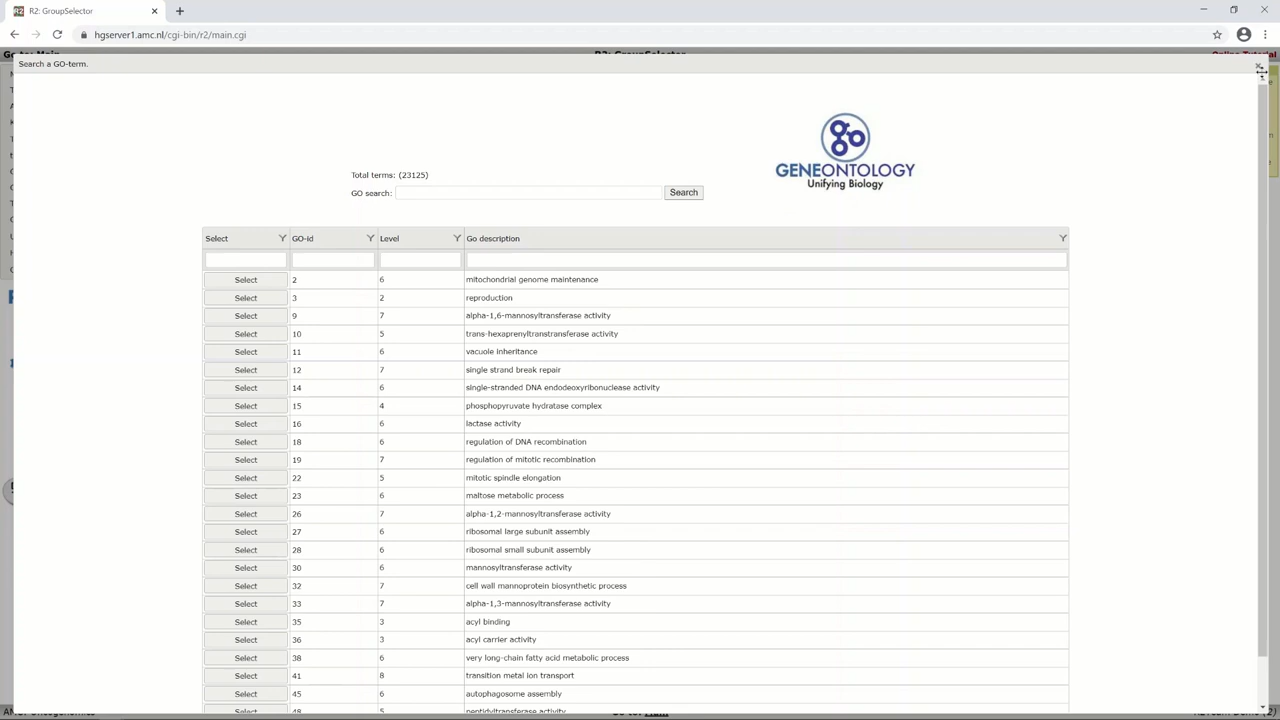 R2: GroupSelector
hgserver1.amc.nl/cgi-bin/r2/main.cgi
Search a GO-term.
GENEONTOLOGY
Unifying Biology
Total terms: (23125)
GO search:
Search
Select GO-id Level Go description
Select 2 6 mitochondrial genome maintenance
Select 3 2 reproduction
Select 9 7 alpha-1,6-mannosyltransferase activity
Select 10 5 trans-hexaprenyltranstransferase activity
Select 11 6 vacuole inheritance
Select 12 7 single strand break repair
Select 14 6 single-stranded DNA endodeoxyribonuclease activity
Select 15 4 phosphopyruvate hydratase complex
Select 16 6 lactase activity
Select 18 6 regulation of DNA recombination
Select 19 7 regulation of mitotic recombination
Select 22 5 mitotic spindle elongation
Select 23 6 maltose metabolic process
Select 26 7 alpha-1,2-mannosyltransferase activity
Select 27 6 ribosomal large subunit assembly
Select 28 6 ribosomal small subunit assembly
Select 30 6 mannosyltransferase activity
Select 32 7 cell wall mannoprotein biosynthetic process
Select 33 7 alpha-1,3-mannosyltransferase activity
Select 35 3 acyl binding
Select 36 3 acyl carrier activity
Select 38 6 very long-chain fatty acid metabolic process
Select 41 8 transition metal ion transport
Select 45 6 autophagosome assembly
Select 48 5 peptidyltransferase activity